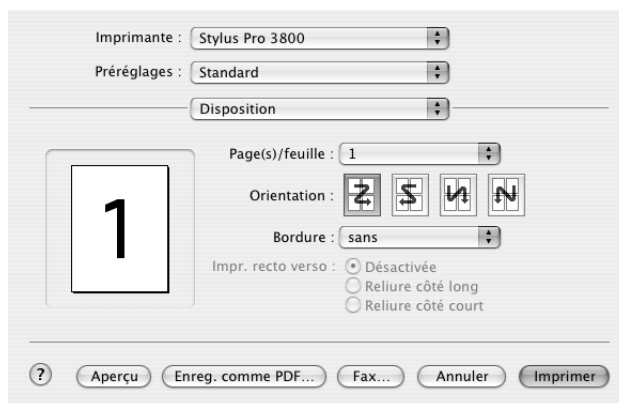 Imprimante : Stylus Pro 3800
Préréglages : Standard
Disposition
Page(s)/feuille : 1
1
Orientation :
Bordure : sans
Impr. recto verso : Désactivée
Reliure côté long
Reliure côté court
? Aperçu Enreg. comme PDF... Fax... Annuler Imprimer